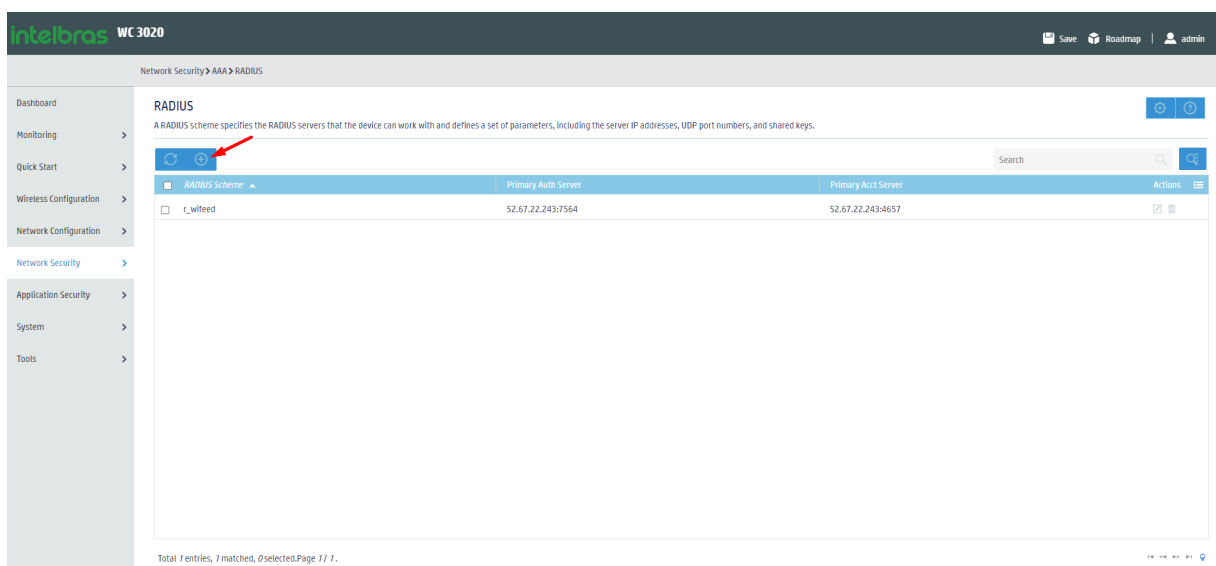 intelbras WC 3020
Save Roadmap | admin
Network Security > AAA > RADIUS
Dashboard
Monitoring
Quick Start
Wireless Configuration
Network Configuration
Network Security
Application Security
System
Tools
RADIUS
A RADIUS scheme specifies the RADIUS servers that the device can work with and defines a set of parameters, including the server IP addresses, UDP port numbers, and shared keys.
Search
RADIUS Scheme Primary Auth Server Primary Acct Server Actions
r_wifeed 52.67.22.243:7564 52.67.22.243:4657
Total 1 entries, 1 matched, 0 selected.Page 1 / 1 .